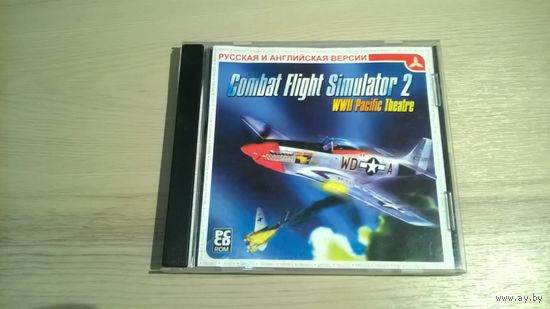 РУССКАЯ И АНГЛИЙСКАЯ ВЕРСИИ
Combat Flight Simulator 2
WWII Pacific Theatre
WD A
PC
CD
ROM
www.ay.by